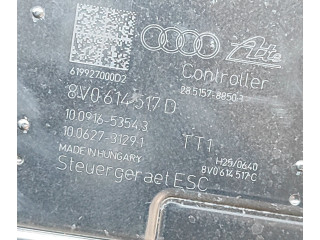 Ate
Controller
619927000D2
28.5157-8850.3
8V0 614 517 D
10.0916-5354.3
10.0627-3129.1
TT1
H29/0640
MADE IN HUNGARY
8V0 614 517 C
Steuergeraet ESC